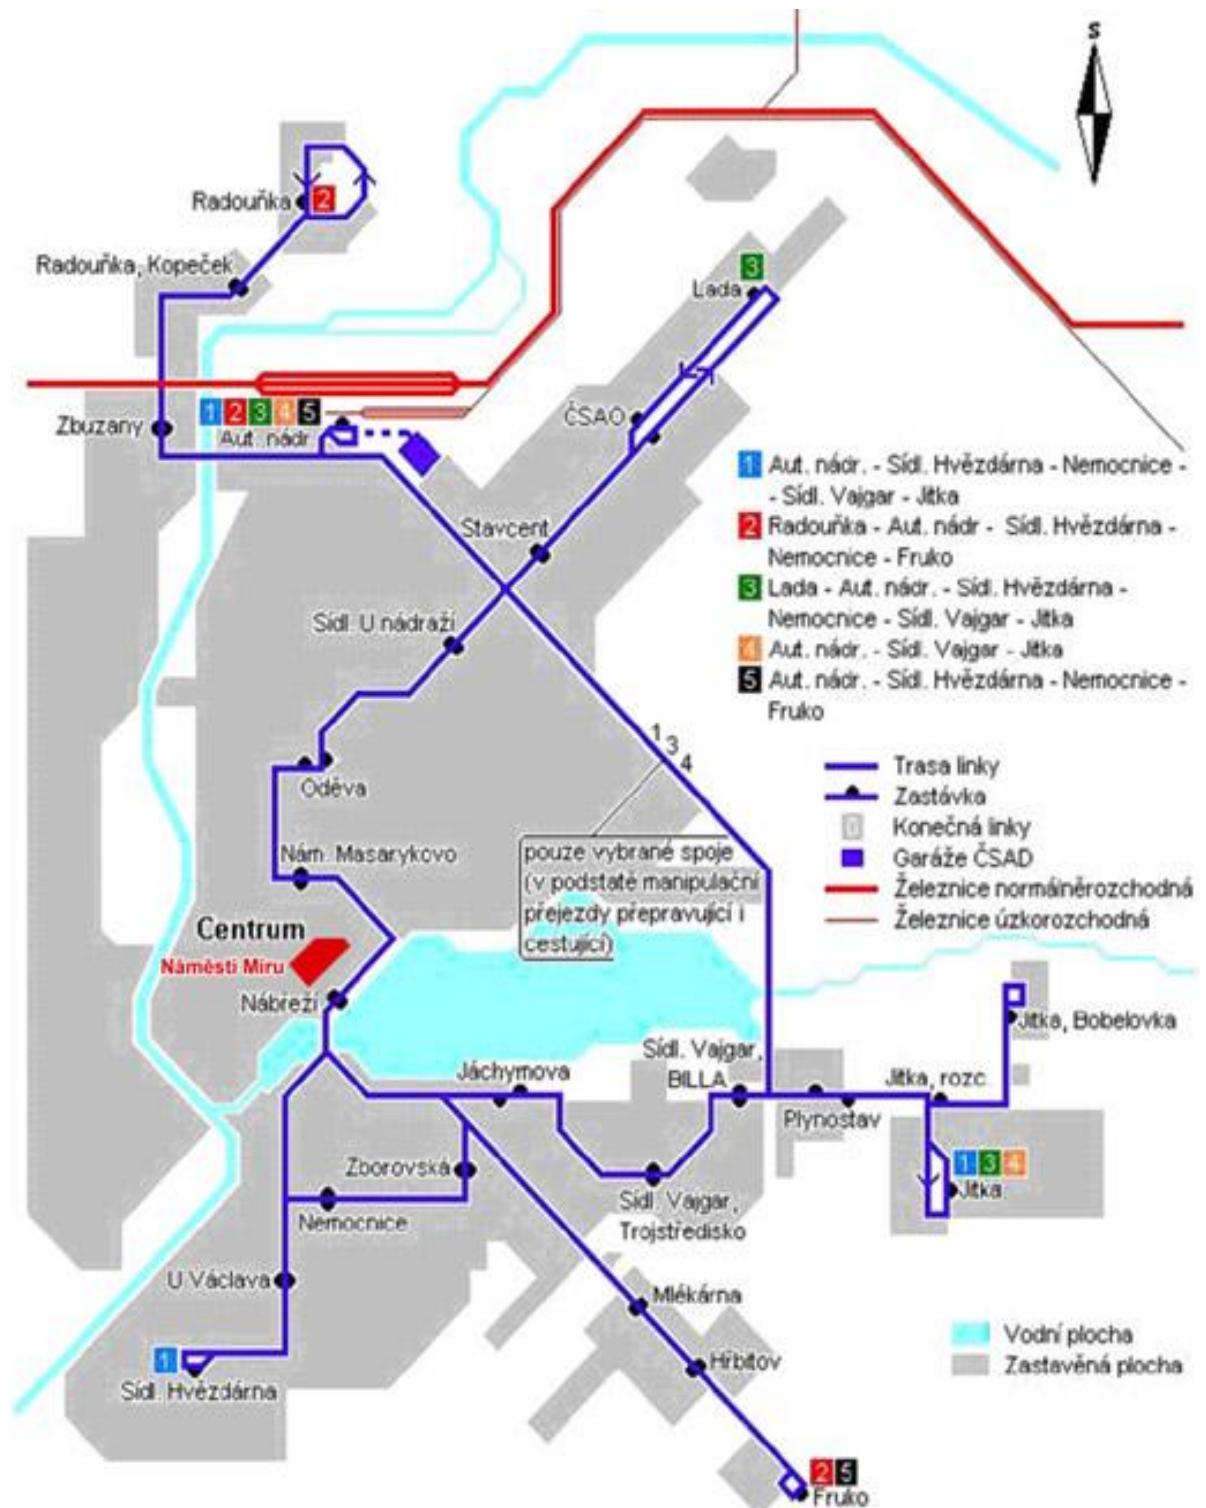 S
Radouňka
2
Radouňka, Kopeček
3
Lada
ČSAO
Zbuzany
1 2 3 4 5
Aut. nádr
Stavcent
Sídl. U nádraží
1 Aut. nádr. - Sídl. Hvězdárna - Nemocnice -
- Sídl. Vajgar - Jitka
2 Radouňka - Aut. nádr - Sídl. Hvězdárna -
Nemocnice - Fruko
3 Lada - Aut. nádr. - Sídl. Hvězdárna -
Nemocnice - Sídl. Vajgar - Jitka
4 Aut. nádr. - Sídl. Vajgar - Jitka
5 Aut. nádr. - Sídl. Hvězdárna - Nemocnice -
Fruko
1
3
4
Oděva
Trasa linky
Zastávka
Konečná linky
Garáže ČSAD
Železnice normálněrozchodná
Železnice úzkorozchodná
pouze vybrané spoje
(v podstatě manipulační
přejezdy přepravující i
cestující)
Nám. Masarykovo
Centrum
Náměstí Míru
Nábřeží
Jitka, Bobelovka
Jáchymova
Sídl. Vajgar,
BILLA
Plynostav
Jitka, rozc.
Zborovská
Nemocnice
Sídl. Vajgar,
Trojstředisko
1 3 4
Jitka
U Václava
Mlékárna
Hřbitov
1
Sídl. Hvězdárna
2 5
Fruko
Vodní plocha
Zastavěná plocha